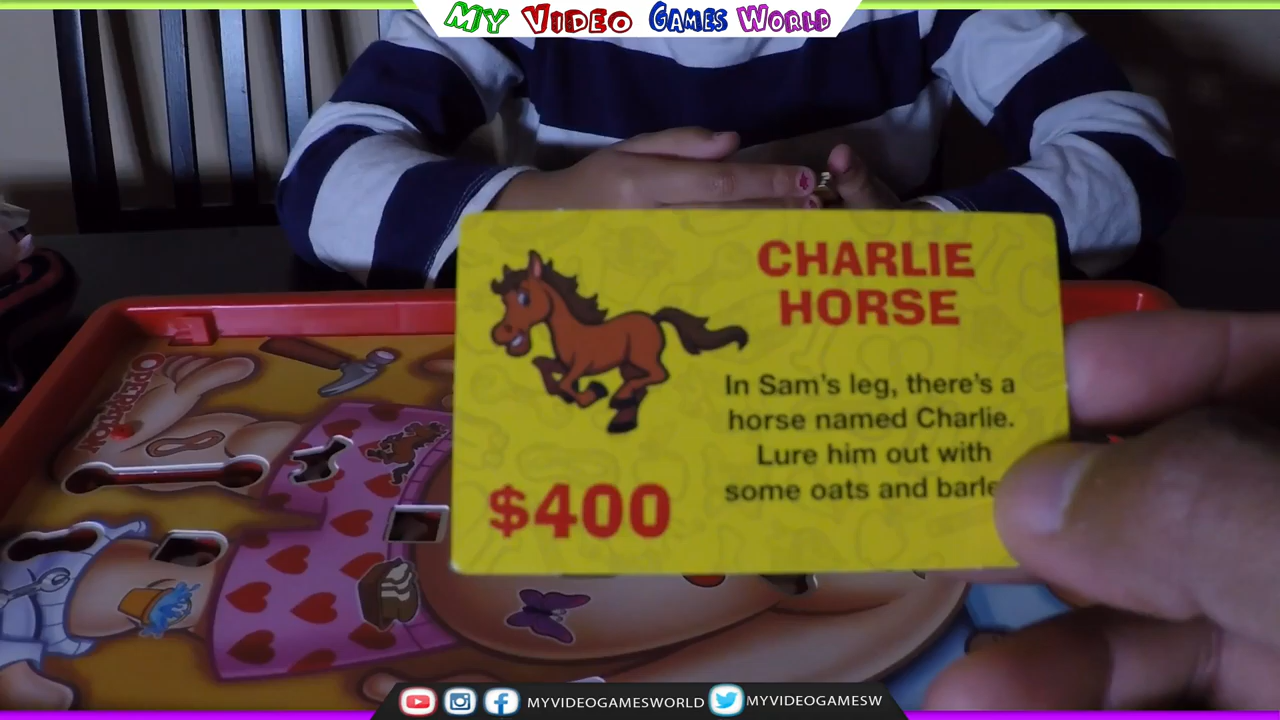 My Video Games World
CHARLIE
HORSE
In Sam's leg, there's a
horse named Charlie.
Lure him out with
some oats and barle
$400
OPERATION
MYVIDEOGAMESWORLD
MYVIDEOGAMESW